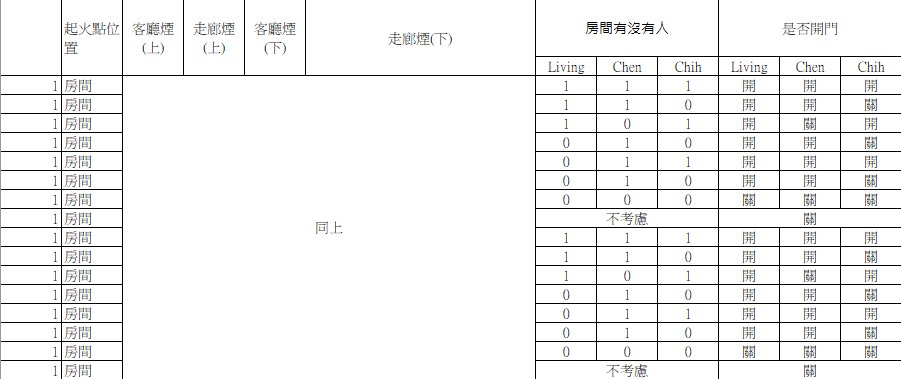 起火點位置 客廳煙(上) 走廊煙(上) 客廳煙(下) 走廊煙(下) 房間有沒有人 是否開門
Living Chen Chih Living Chen Chih
1 房間 1 1 1 開 開 開
1 房間 1 1 0 開 開 關
1 房間 1 0 1 開 關 開
1 房間 0 1 0 開 開 關
1 房間 0 1 1 開 開 開
1 房間 0 1 0 開 開 關
1 房間 0 0 0 關 關 關
1 房間 同上 不考慮 關
1 房間 1 1 1 開 開 開
1 房間 1 1 0 開 開 關
1 房間 1 0 1 開 關 開
1 房間 0 1 0 開 開 關
1 房間 0 1 1 開 開 開
1 房間 0 1 0 開 開 關
1 房間 0 0 0 關 關 關
1 房間 不考慮 關